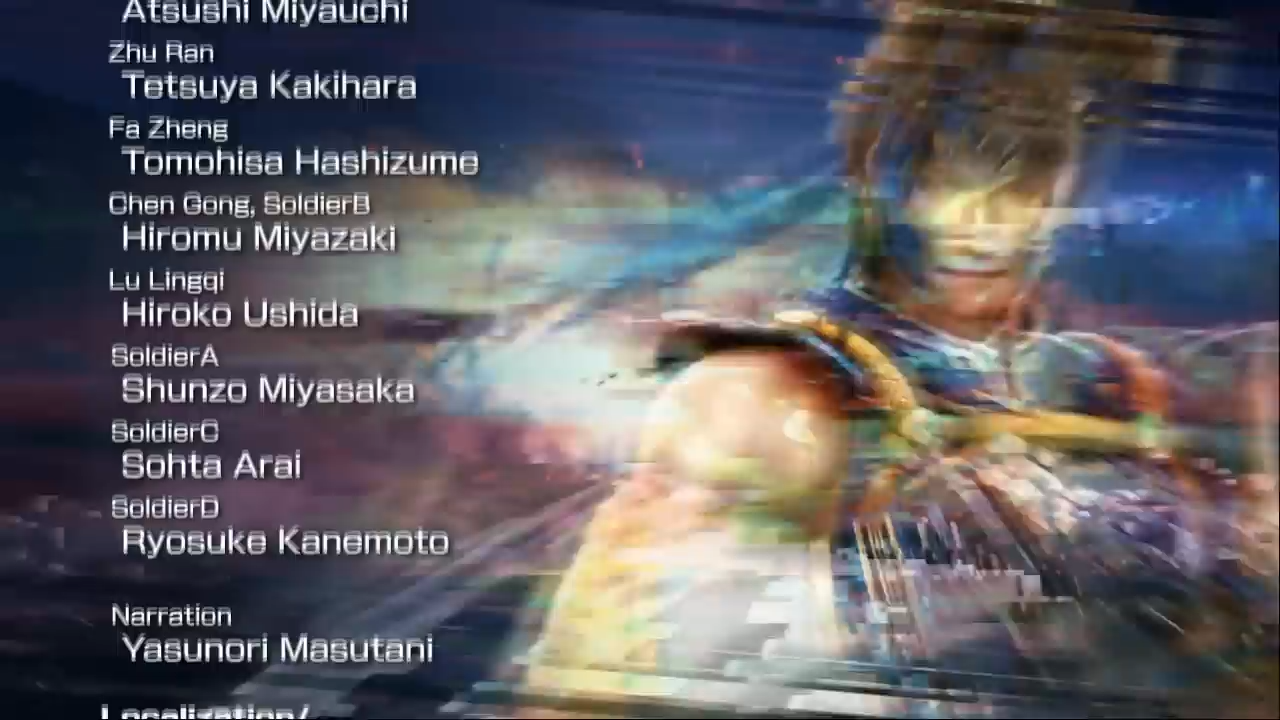 Atsushi Miyauchi
Zhu Ran
Tetsuya Kakihara
Fa Zheng
Tomohisa Hashizume
Chen Gong, SoldierB
Hiromu Miyazaki
Lu Lingqi
Hiroko Ushida
SoldierA
Shunzo Miyasaka
SoldierC
Sohta Arai
SoldierD
Ryosuke Kanemoto
Narration
Yasunori Masutani
Localization/